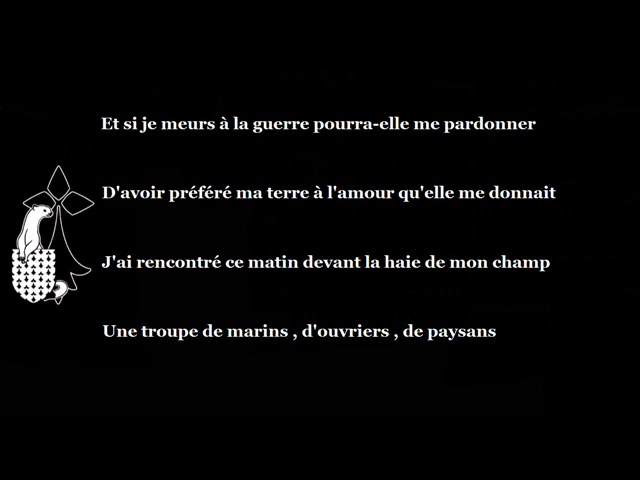 Et si je meurs à la guerre pourra-elle me pardonner
D'avoir préféré ma terre à l'amour qu'elle me donnait
J'ai rencontré ce matin devant la haie de mon champ
Une troupe de marins , d'ouvriers , de paysans